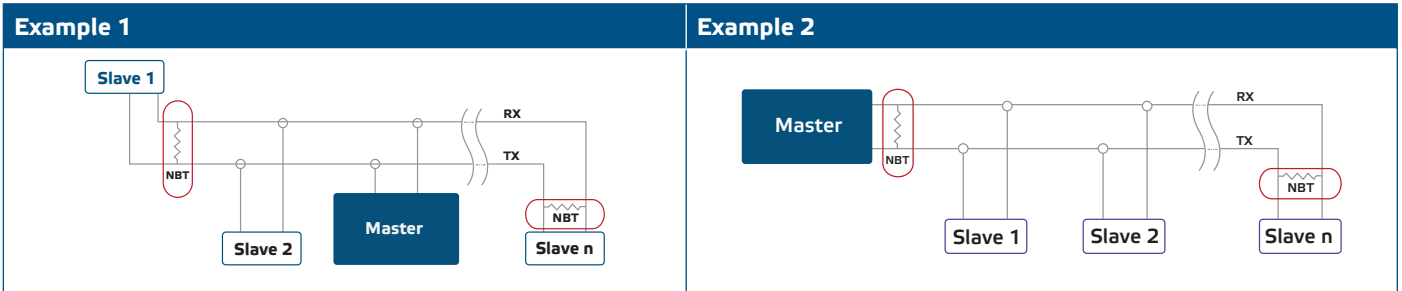 Example 1
Slave 1
RX
TX
NBT
NBT
Slave 2
Master
Slave n
Example 2
Master
RX
TX
NBT
NBT
Slave 1
Slave 2
Slave n